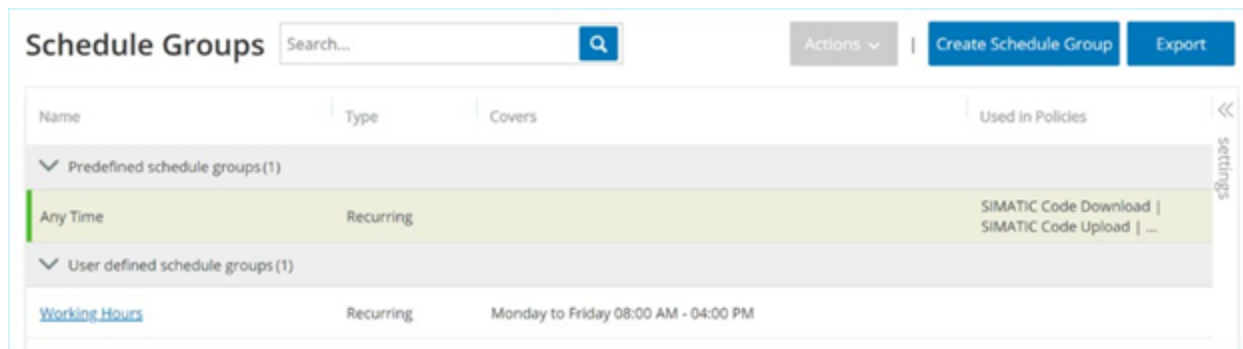 Schedule Groups
Search...
Actions
|
Create Schedule Group
Export
Name
Type
Covers
Used in Policies
settings
Predefined schedule groups (1)
Any Time
Recurring
SIMATIC Code Download |
SIMATIC Code Upload | ...
User defined schedule groups (1)
Working Hours
Recurring
Monday to Friday 08:00 AM - 04:00 PM